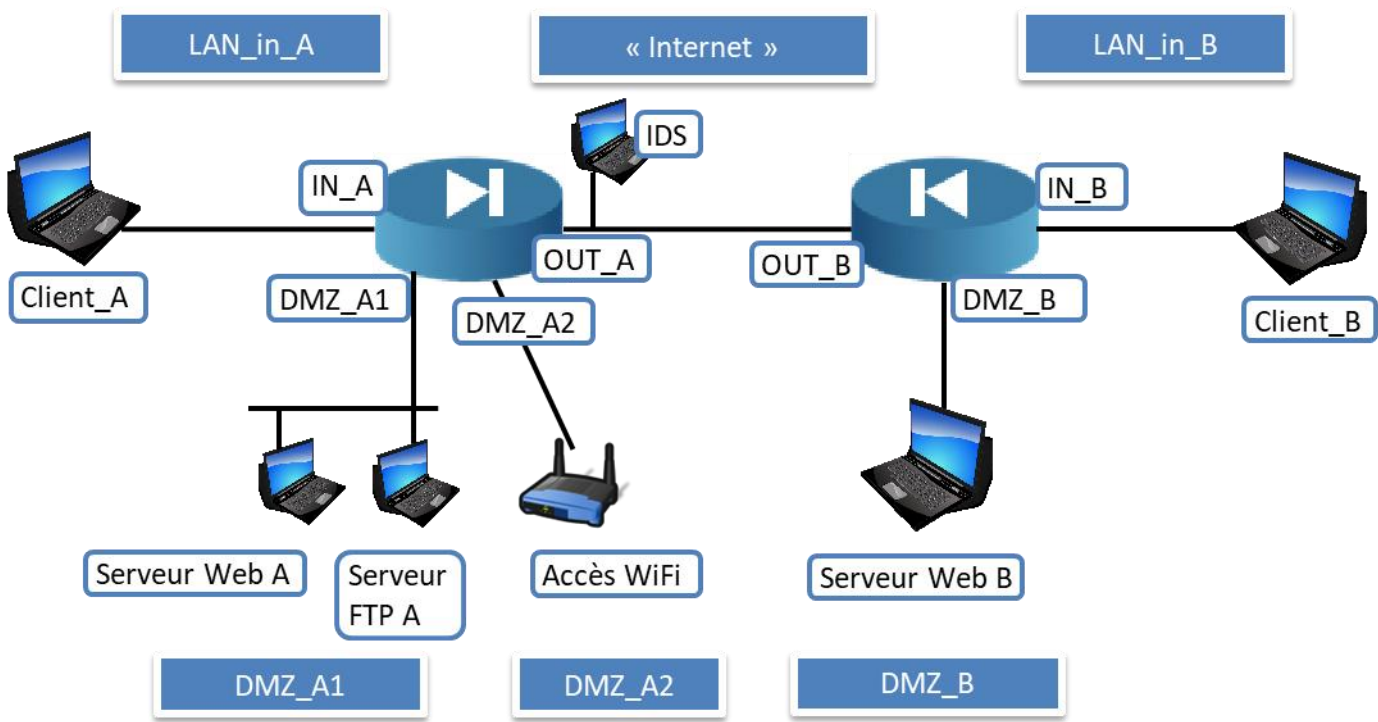 LAN_in_A
« Internet »
LAN_in_B
IDS
IN_A
IN_B
OUT_A
OUT_B
Client_A
DMZ_A1
DMZ_A2
DMZ_B
Client_B
Serveur Web A
Serveur
FTP A
Accès WiFi
Serveur Web B
DMZ_A1
DMZ_A2
DMZ_B